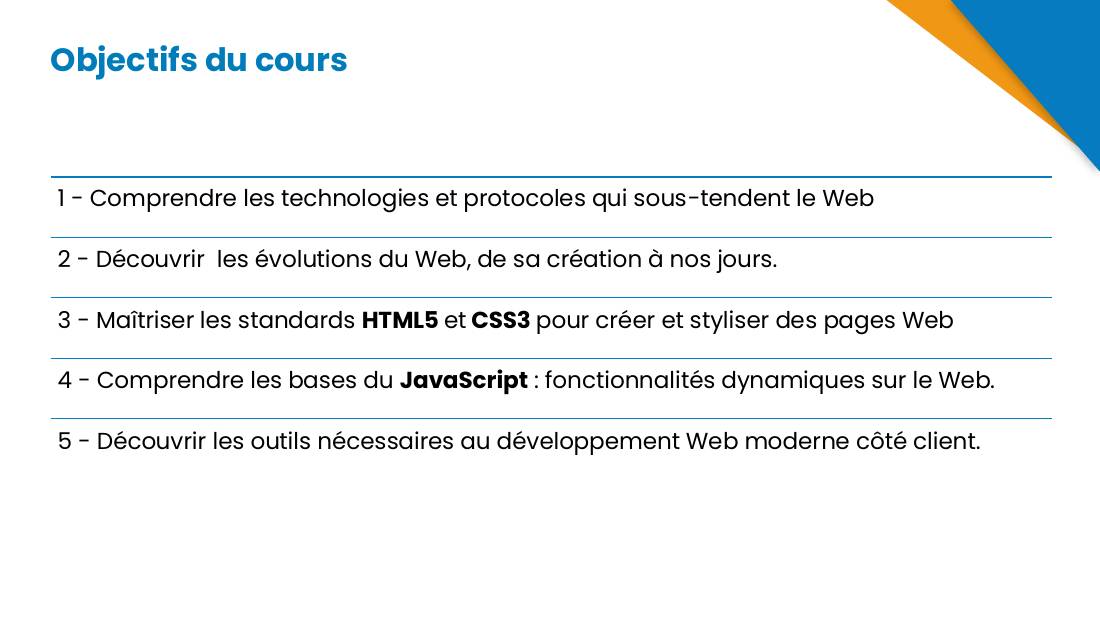 Objectifs du cours
1 - Comprendre les technologies et protocoles qui sous-tendent le Web
2 - Découvrir  les évolutions du Web, de sa création à nos jours.
3 - Maîtriser les standards HTML5 et CSS3 pour créer et styliser des pages Web
4 - Comprendre les bases du JavaScript : fonctionnalités dynamiques sur le Web.
5 - Découvrir les outils nécessaires au développement Web moderne côté client.